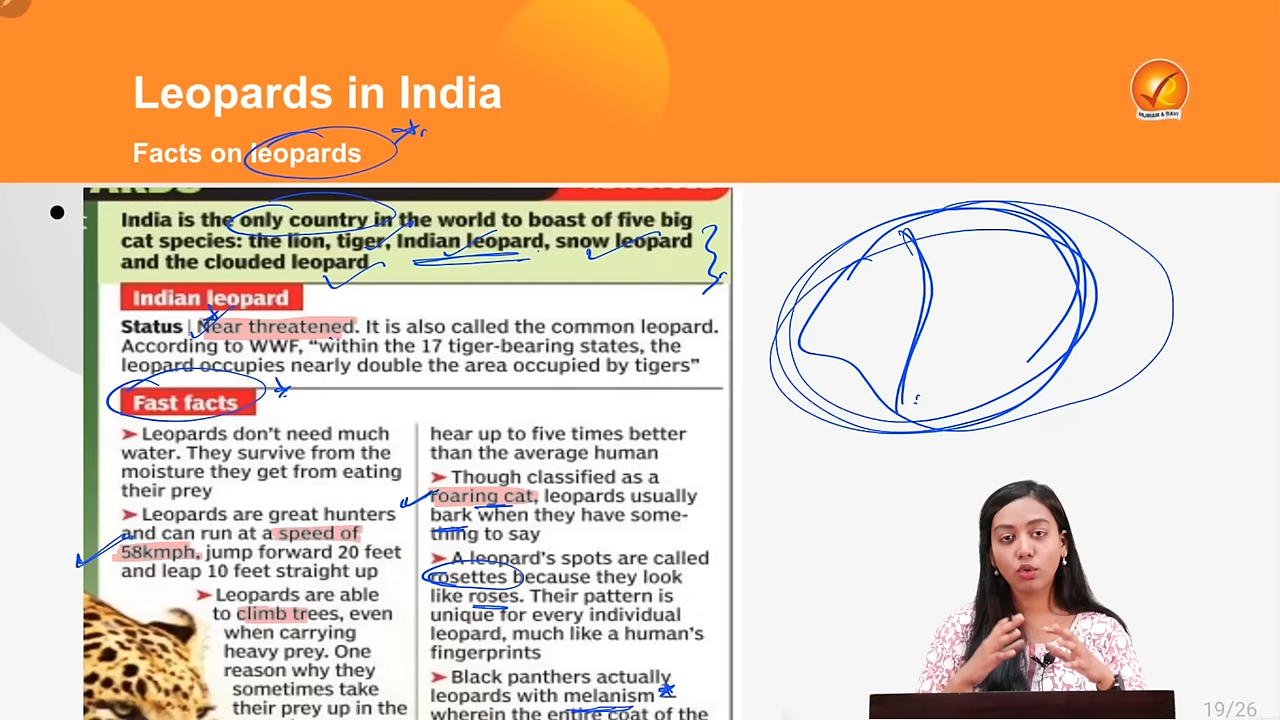 Leopards in India
Facts on leopards
VAJIRAM & RAVI
India is the only country in the world to boast of five big
cat species: the lion, tiger, Indian leopard, snow leopard
and the clouded leopard
Indian leopard
Status | Near threatened. It is also called the common leopard.
According to WWF, “within the 17 tiger-bearing states, the
leopard occupies nearly double the area occupied by tigers”
Fast facts
➤ Leopards don’t need much
water. They survive from the
moisture they get from eating
their prey
➤ Leopards are great hunters
and can run at a speed of
58kmph, jump forward 20 feet
and leap 10 feet straight up
➤ Leopards are able
to climb trees, even
when carrying
heavy prey. One
reason why they
sometimes take
their prey up in the
hear up to five times better
than the average human
➤ Though classified as a
roaring cat, leopards usually
bark when they have some-
thing to say
➤ A leopard’s spots are called
rosettes because they look
like roses. Their pattern is
unique for every individual
leopard, much like a human’s
fingerprints
➤ Black panthers actually
leopards with melanism
wherein the entire coat of the
19/26